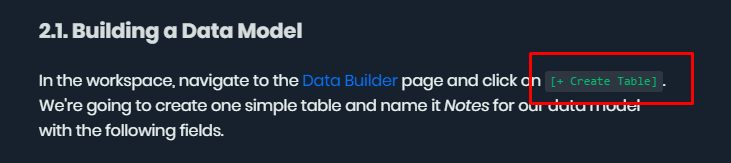 2.1. Building a Data Model
In the workspace, navigate to the Data Builder page and click on [+ Create Table].
We're going to create one simple table and name it Notes for our data model
with the following fields.